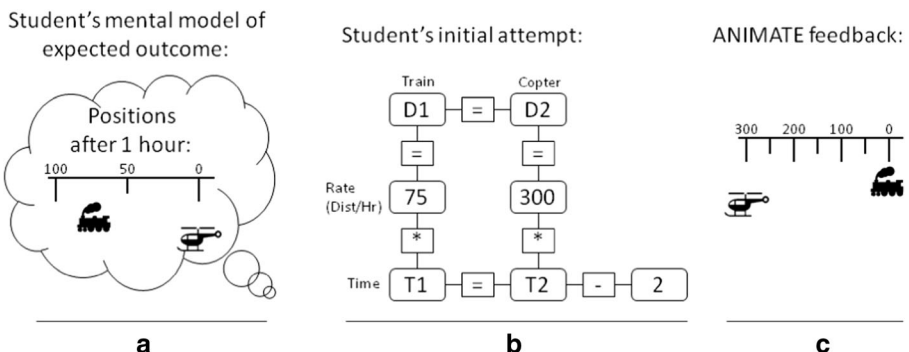 Student's mental model of
expected outcome:
Positions
after 1 hour:
100 50 0
a
Student's initial attempt:
Train Copter
D1 = D2
= =
Rate
(Dist/Hr)
75 300
* *
Time T1 = T2 - 2
b
ANIMATE feedback:
300 200 100 0
c